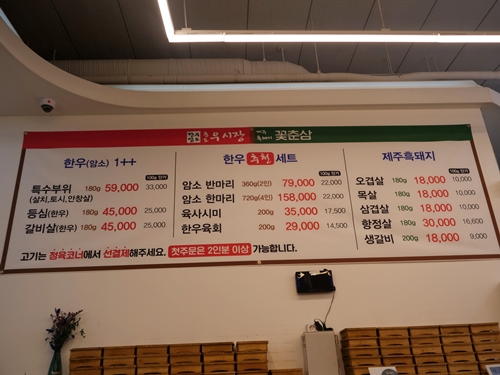 한우시장 꽃춘삼
한우(암소) 1++
100g 단가
특수부위 180g 59,000 33,000
(살치,토시,안창살)
등심(한우) 180g 45,000 25,000
갈비살(한우) 180g 45,000 25,000
한우 추천 세트
100g 단가
암소 반마리 360g(2인) 79,000 22,000
암소 한마리 720g(4인) 158,000 22,000
육사시미 200g 35,000 17,500
한우육회 200g 29,000 14,500
제주흑돼지
100g 단가
오겹살 180g 18,000 10,000
목살 180g 18,000 10,000
삼겹살 180g 18,000 10,000
항정살 180g 30,000 16,600
생갈비 200g 18,000 9,000
고기는 정육코너에서 선결제해주세요. 첫주문은 2인분 이상 가능합니다.